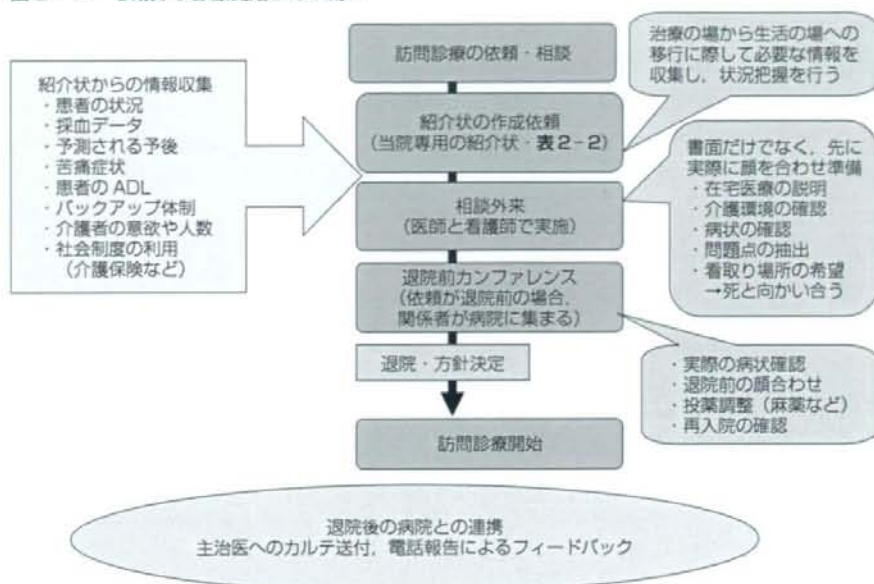 訪問診療の依頼・相談
治療の場から生活の場への
移行に際して必要な情報を
収集し，状況把握を行う
紹介状からの情報収集
・患者の状況
・採血データ
・予測される予後
・苦痛症状
・患者の ADL
・バックアップ体制
・介護者の意欲や人数
・社会制度の利用
（介護保険など）
紹介状の作成依頼
（当院専用の紹介状・表２－２）
書面だけでなく，先に
実際に顔を合わせ準備
・在宅医療の説明
・介護環境の確認
・病状の確認
・問題点の抽出
・看取り場所の希望
→死と向かい合う
相談外来
（医師と看護師で実施）
退院前カンファレンス
（依頼が退院前の場合，
関係者が病院に集まる）
・実際の病状確認
・退院前の顔合わせ
・投薬調整（麻薬など）
・再入院の確認
退院・方針決定
訪問診療開始
退院後の病院との連携
主治医へのカルテ送付，電話報告によるフィードバック